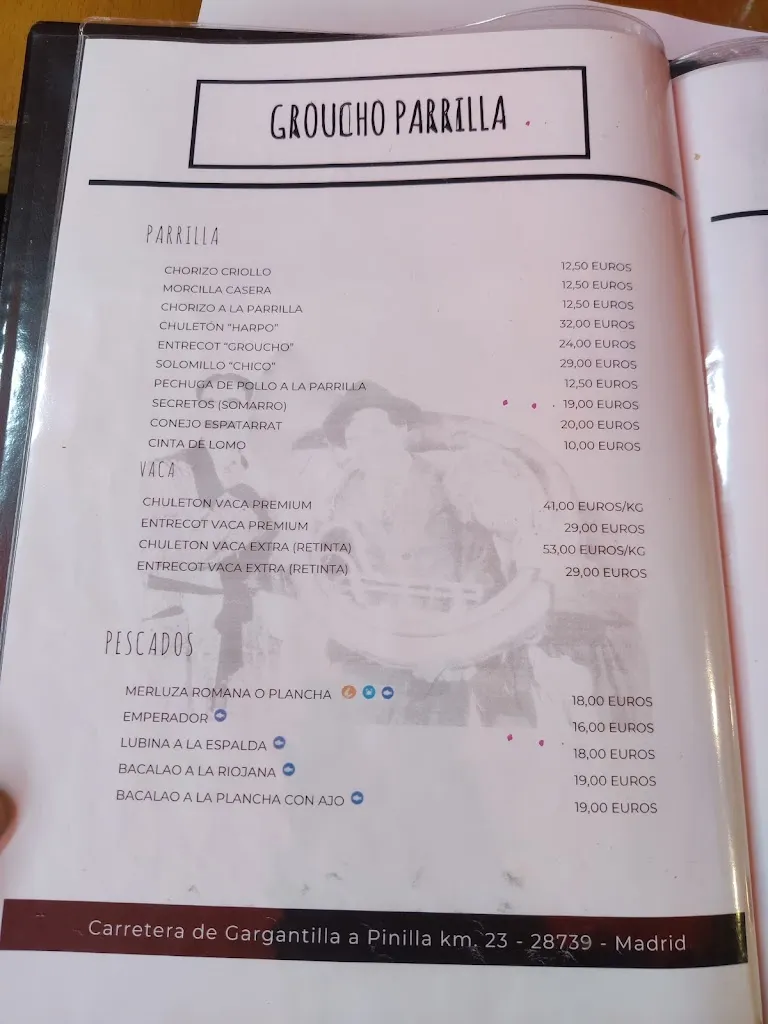 GROUCHO PARRILLA
PARRILLA
CHORIZO CRIOLLO 12,50 EUROS
MORCILLA CASERA 12,50 EUROS
CHORIZO A LA PARRILLA 12,50 EUROS
CHULETÓN "HARPO" 32,00 EUROS
ENTRECOT "GROUCHO" 24,00 EUROS
SOLOMILLO "CHICO" 29,00 EUROS
PECHUGA DE POLLO A LA PARRILLA 12,50 EUROS
SECRETOS (SOMARRO) 19,00 EUROS
CONEJO ESPATARRAT 20,00 EUROS
CINTA DE LOMO 10,00 EUROS
VACA
CHULETON VACA PREMIUM 41,00 EUROS/KG
ENTRECOT VACA PREMIUM 29,00 EUROS
CHULETON VACA EXTRA (RETINTA) 53,00 EUROS/KG
ENTRECOT VACA EXTRA (RETINTA) 29,00 EUROS
PESCADOS
MERLUZA ROMANA O PLANCHA 18,00 EUROS
EMPERADOR 16,00 EUROS
LUBINA A LA ESPALDA 18,00 EUROS
BACALAO A LA RIOJANA 19,00 EUROS
BACALAO A LA PLANCHA CON AJO 19,00 EUROS
Carretera de Gargantilla a Pinilla km. 23 - 28739 - Madrid